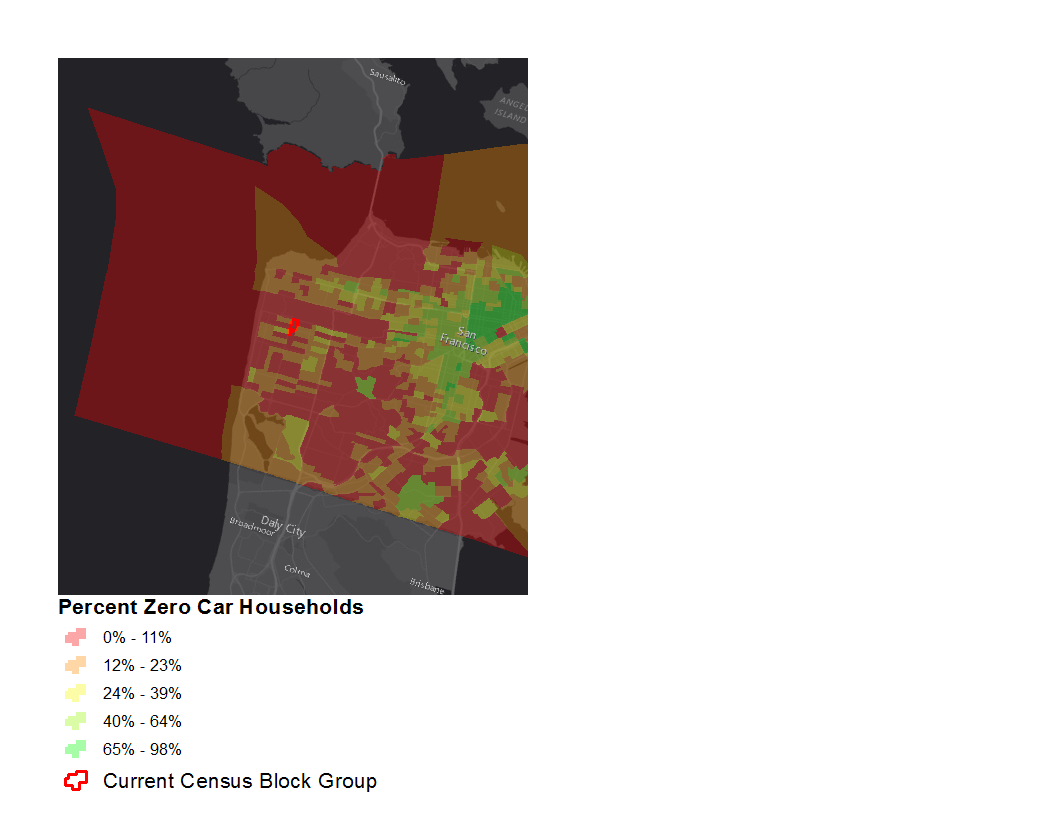 Sausalito
ANGEL
ISLAND
San
Francisco
Daly City
Broadmoor
Colma
Brisbane
Percent Zero Car Households
0% - 11%
12% - 23%
24% - 39%
40% - 64%
65% - 98%
Current Census Block Group